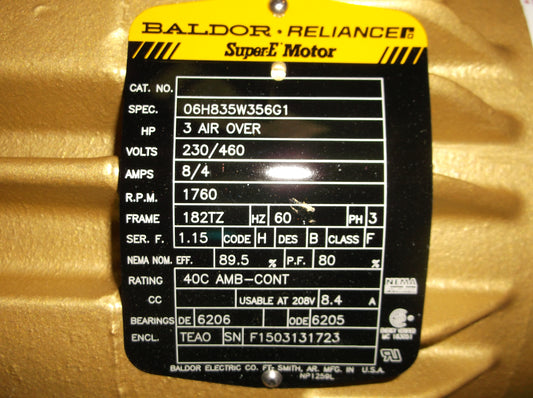 BALDOR · RELIANCE
Super-E Motor
CAT. NO.
SPEC. 06H835W356G1
HP 3 AIR OVER
VOLTS 230/460
AMPS 8/4
R.P.M. 1760
FRAME 182TZ HZ 60 PH 3
SER. F. 1.15 CODE H DES B CLASS F
NEMA NOM. EFF. 89.5 % P.F. 80 %
RATING 40C AMB-CONT
CC USABLE AT 208V 8.4 A
BEARINGS DE 6206 ODE 6205
ENCL. TEAO SN F1503131723
BALDOR ELECTRIC CO. FT. SMITH, AR. MFG. IN U.S.A.
NP1259L
NEMA
ENERGY VERIFIED